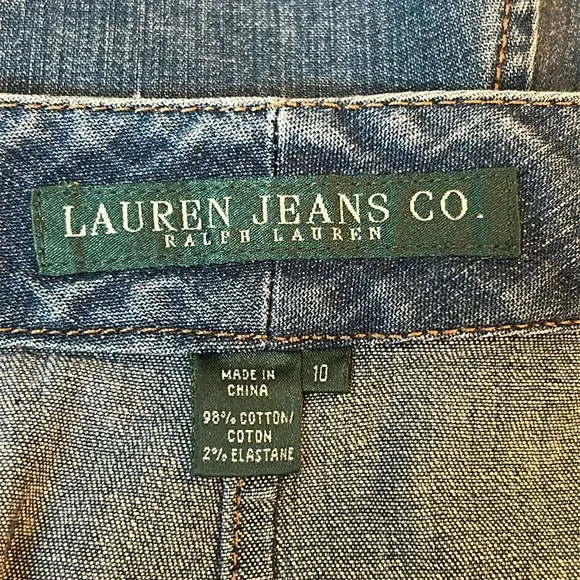 LAUREN JEANS CO.
RALPH LAUREN
MADE IN
CHINA
98% COTTON/
COTON
2% ELASTANE
10